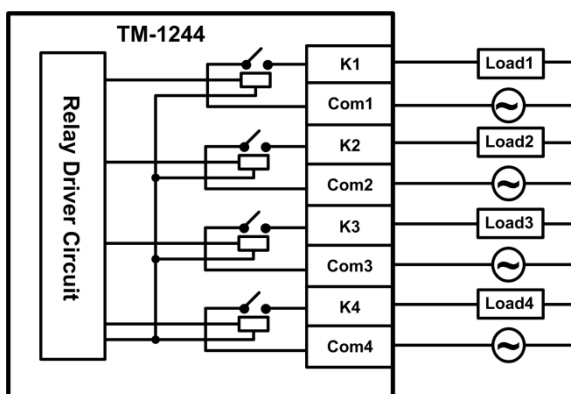 TM-1244
Relay Driver Circuit
K1
Load1
Com1
K2
Load2
Com2
K3
Load3
Com3
K4
Load4
Com4